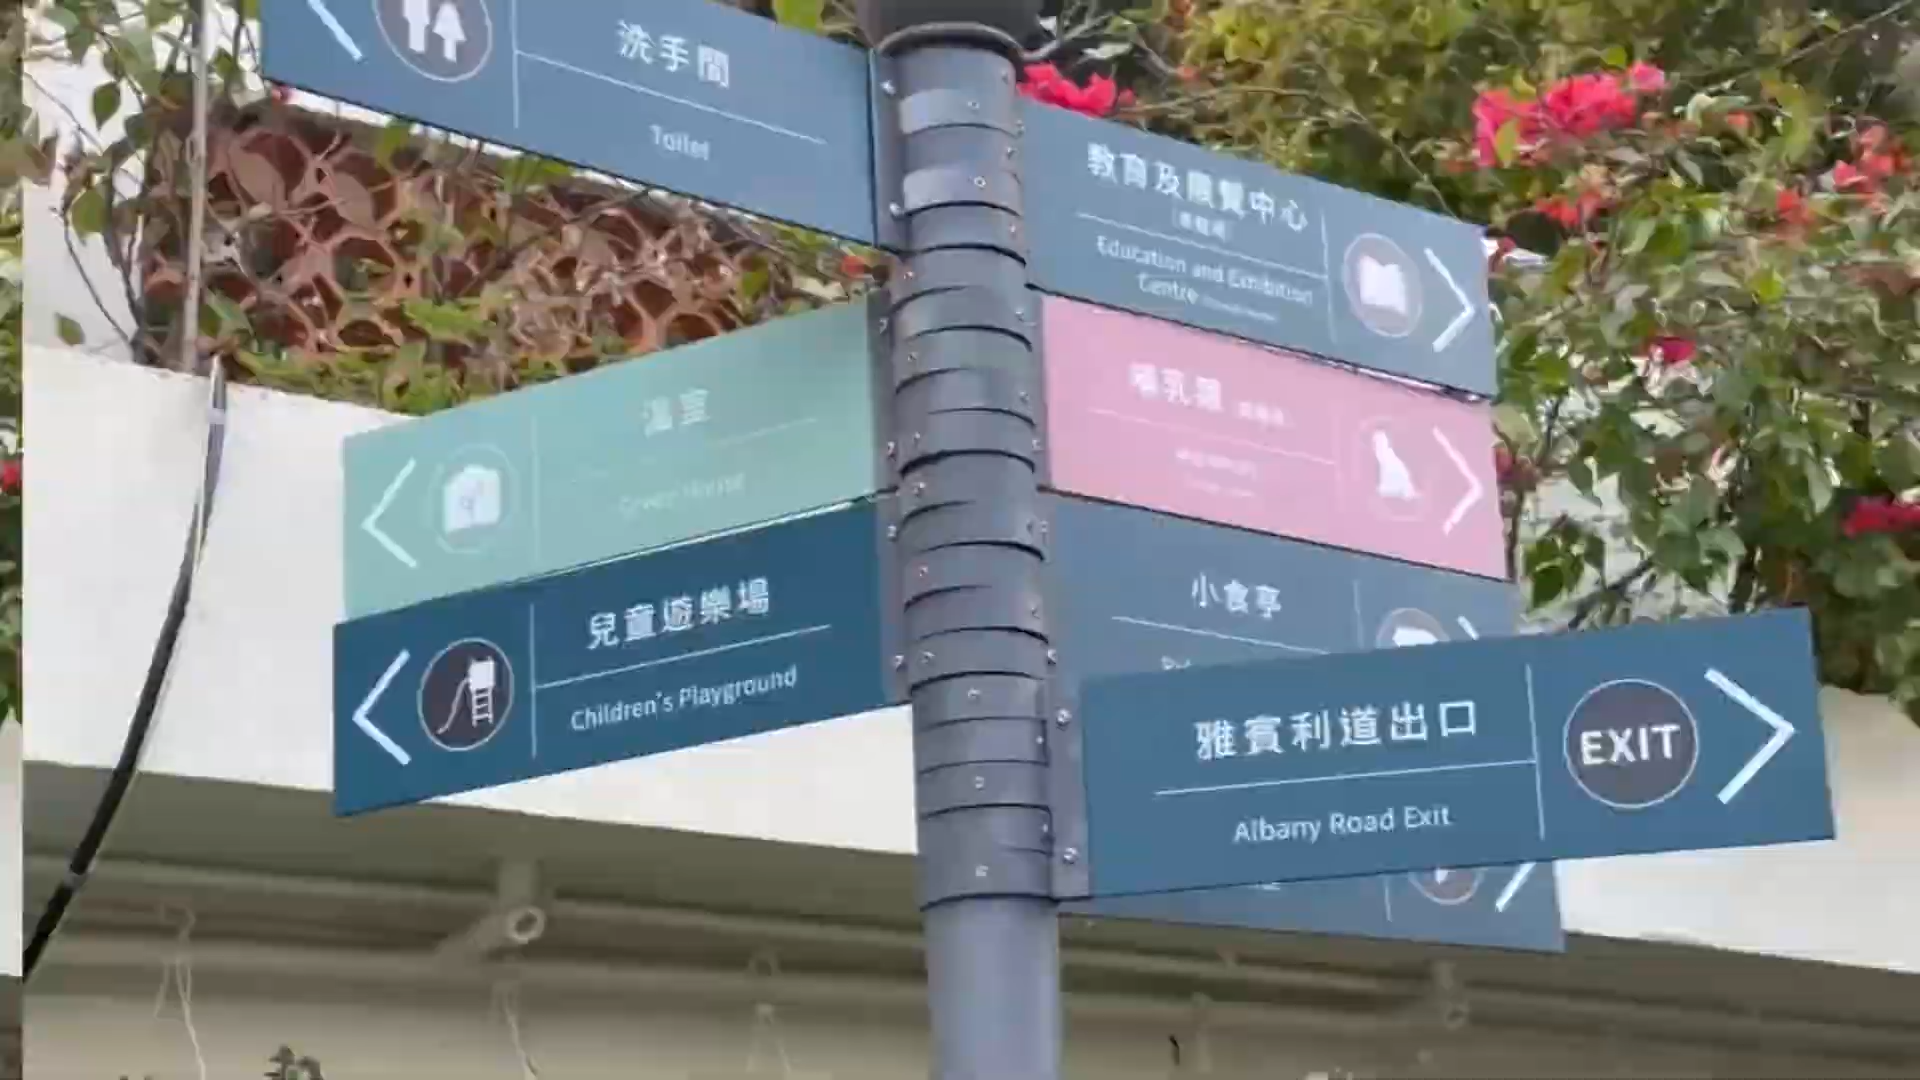 洗手間
Toilet
教育及展覽中心
Education and Exhibition
Centre
溫室
Green House
哺乳類
小食亭
兒童遊樂場
Children's Playground
雅賓利道出口
Albany Road Exit
EXIT